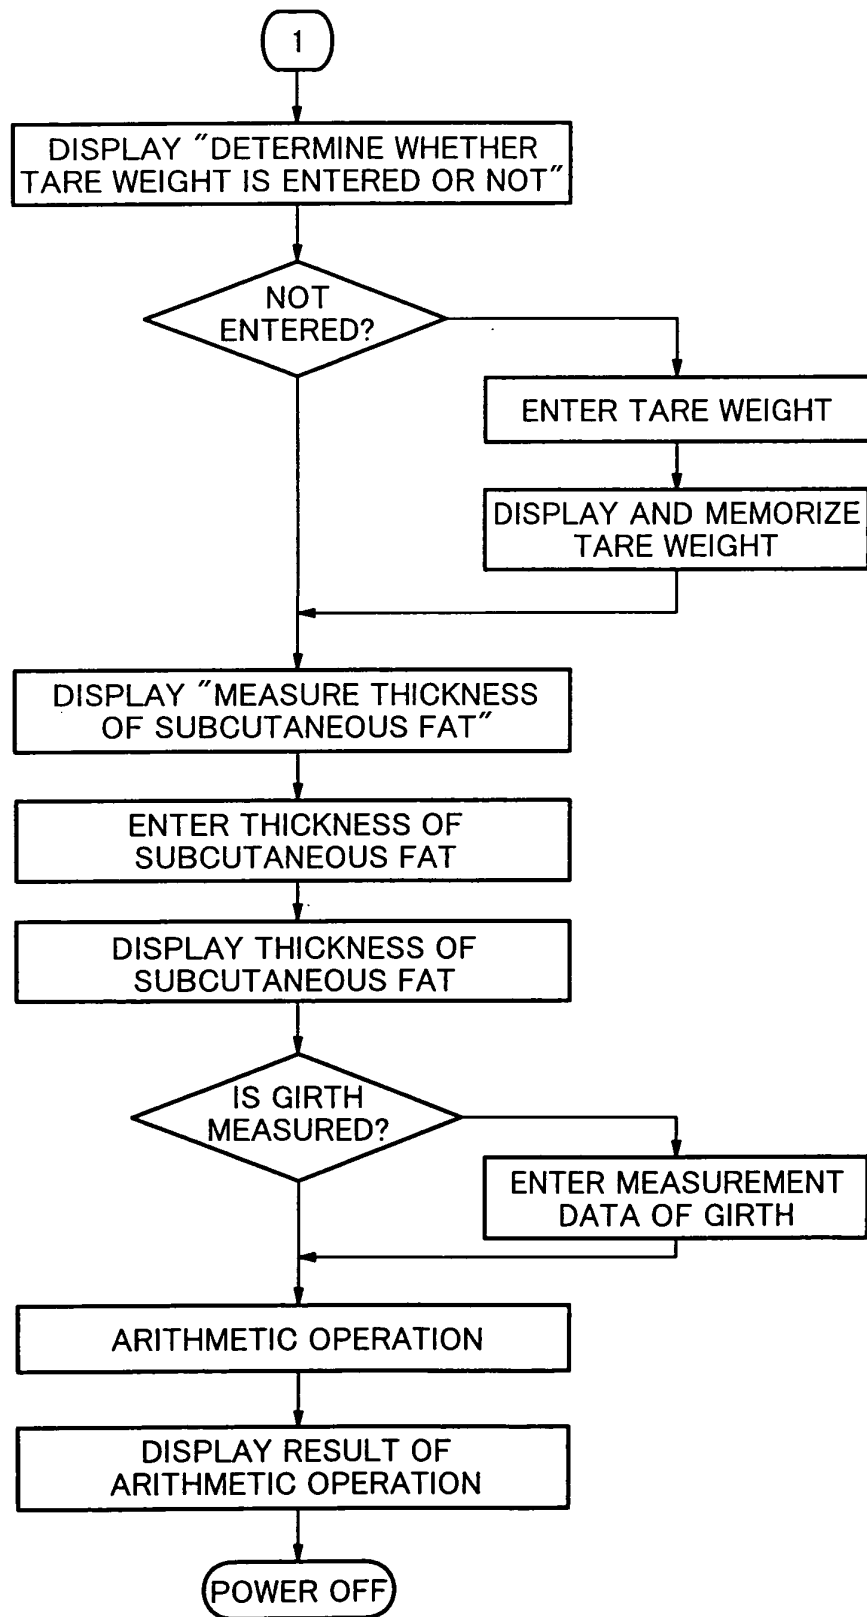 1
DISPLAY ″DETERMINE WHETHER
TARE WEIGHT IS ENTERED OR NOT″
NOT
ENTERED?
ENTER TARE WEIGHT
DISPLAY AND MEMORIZE
TARE WEIGHT
DISPLAY ″MEASURE THICKNESS
OF SUBCUTANEOUS FAT″
ENTER THICKNESS OF
SUBCUTANEOUS FAT
DISPLAY THICKNESS OF
SUBCUTANEOUS FAT
IS GIRTH
MEASURED?
ENTER MEASUREMENT
DATA OF GIRTH
ARITHMETIC OPERATION
DISPLAY RESULT OF
ARITHMETIC OPERATION
POWER OFF